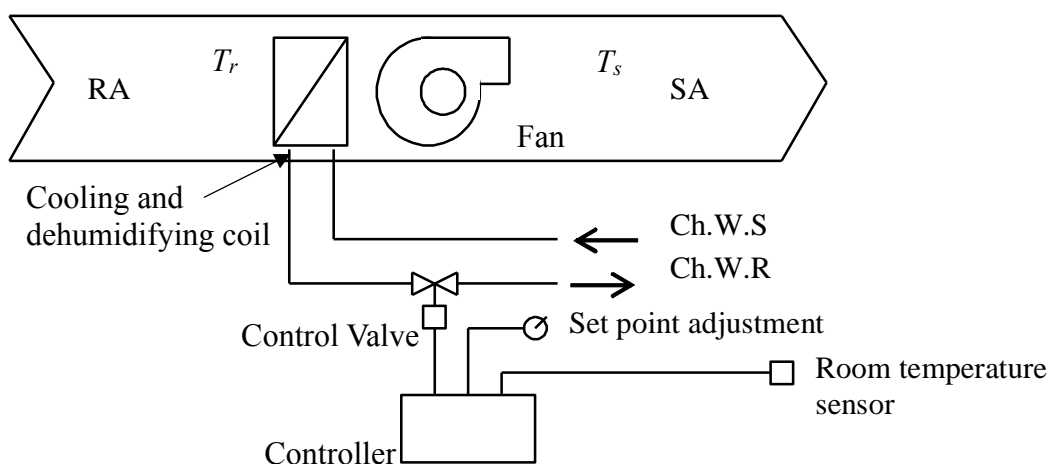 T_r
T_s
RA
SA
Fan
Cooling and
dehumidifying coil
Ch.W.S
Ch.W.R
Control Valve
Set point adjustment
Room temperature
sensor
Controller